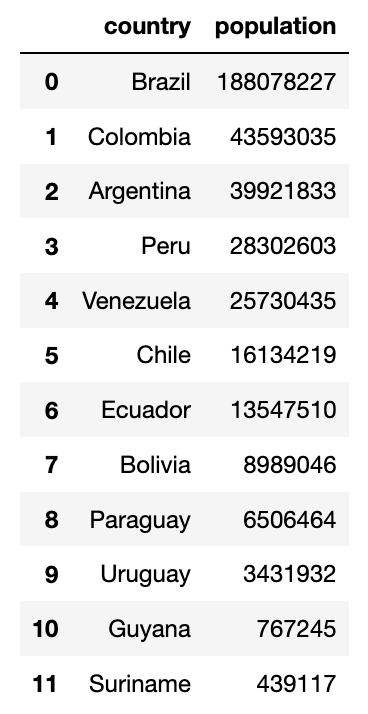 country population
0 Brazil 188078227
1 Colombia 43593035
2 Argentina 39921833
3 Peru 28302603
4 Venezuela 25730435
5 Chile 16134219
6 Ecuador 13547510
7 Bolivia 8989046
8 Paraguay 6506464
9 Uruguay 3431932
10 Guyana 767245
11 Suriname 439117